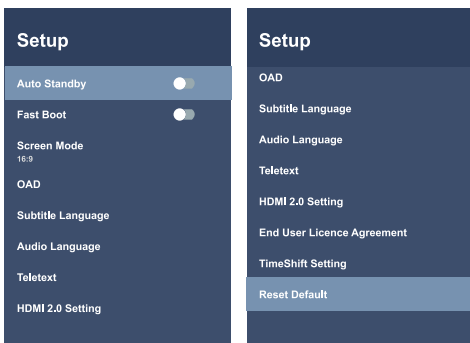 Setup
Auto Standby
Fast Boot
Screen Mode
16:9
OAD
Subtitle Language
Audio Language
Teletext
HDMI 2.0 Setting
Setup
OAD
Subtitle Language
Audio Language
Teletext
HDMI 2.0 Setting
End User Licence Agreement
TimeShift Setting
Reset Default